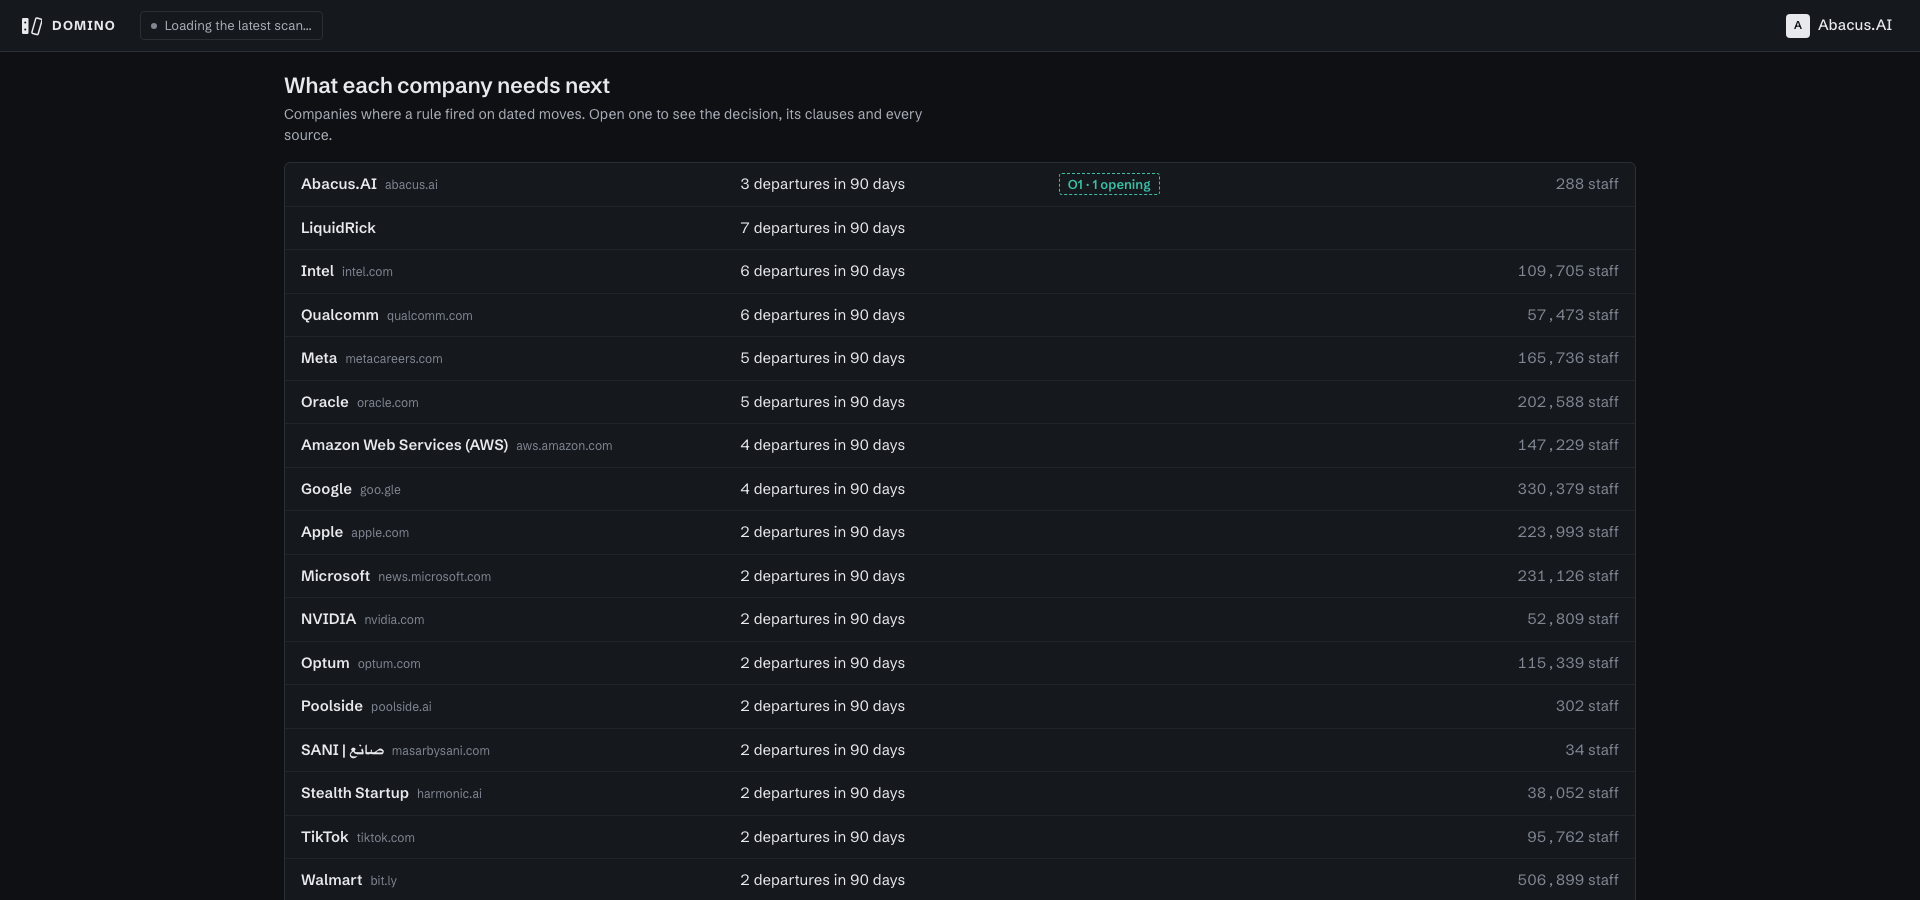 DOMINO
Loading the latest scan...
A Abacus.AI
What each company needs next
Companies where a rule fired on dated moves. Open one to see the decision, its clauses and every
source.
Abacus.AI abacus.ai 3 departures in 90 days O1 · 1 opening 288 staff
LiquidRick 7 departures in 90 days
Intel intel.com 6 departures in 90 days 109,705 staff
Qualcomm qualcomm.com 6 departures in 90 days 57,473 staff
Meta metacareers.com 5 departures in 90 days 165,736 staff
Oracle oracle.com 5 departures in 90 days 202,588 staff
Amazon Web Services (AWS) aws.amazon.com 4 departures in 90 days 147,229 staff
Google goo.gle 4 departures in 90 days 330,379 staff
Apple apple.com 2 departures in 90 days 223,993 staff
Microsoft news.microsoft.com 2 departures in 90 days 231,126 staff
NVIDIA nvidia.com 2 departures in 90 days 52,809 staff
Optum optum.com 2 departures in 90 days 115,339 staff
Poolside poolside.ai 2 departures in 90 days 302 staff
SANI | صانع masarbysani.com 2 departures in 90 days 34 staff
Stealth Startup harmonic.ai 2 departures in 90 days 38,052 staff
TikTok tiktok.com 2 departures in 90 days 95,762 staff
Walmart bit.ly 2 departures in 90 days 506,899 staff